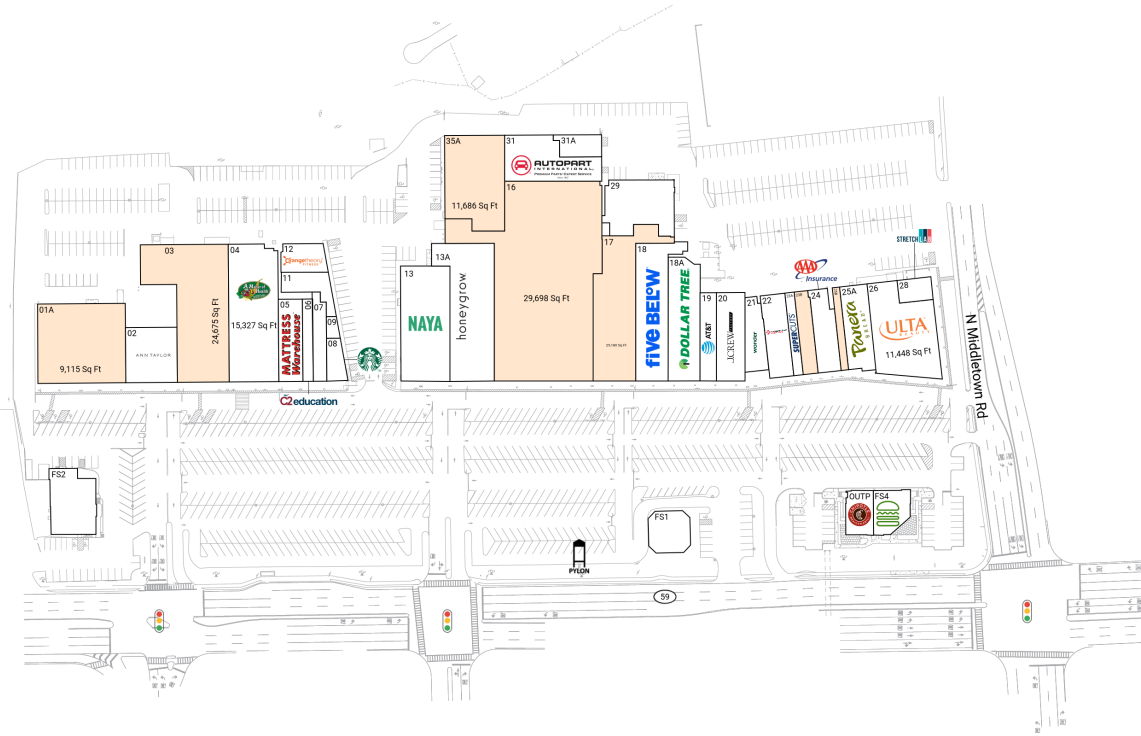 35A
31
31A
AUTOPART
INTERNATIONAL
11,686 Sq Ft
16
29
STRETCH LAB
03
04
12
Orangetheory
FITNESS
11
13A
17
18
18A
AAA
Insurance
13
01A
02
ANN TAYLOR
24,675 Sq Ft
15,327 Sq Ft
9,115 Sq Ft
05
06
07
09
08
MATTRESS
Warehouse
C2education
NAYA
honeygrow
29,698 Sq Ft
five BELOW
DOLLAR TREE
19
20
21
22
24
25A
26
28
AT&T
J.CREW
SUPERCUTS
Panera
BREAD
ULTA
BEAUTY
11,448 Sq Ft
N Middletown Rd
FS2
FS1
OUTP
FS4
PYLON
59